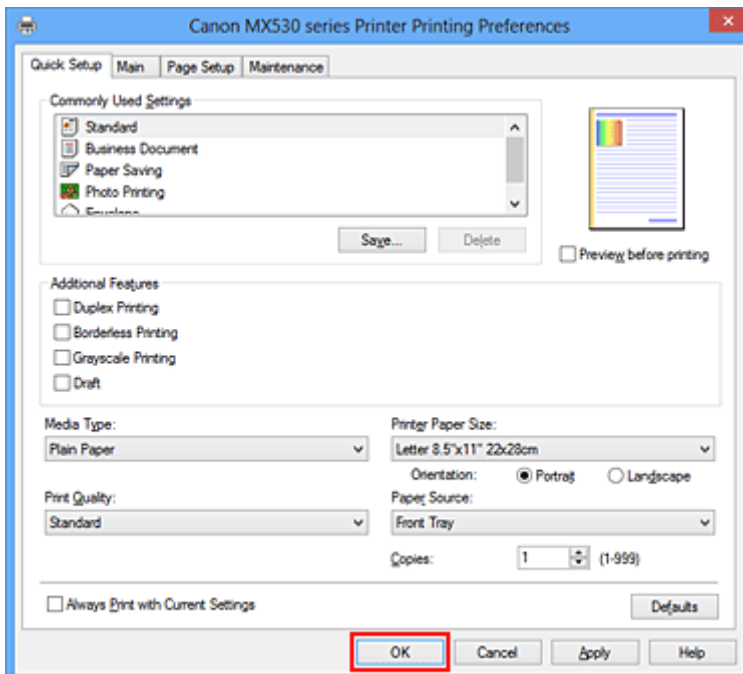 Canon MX530 series Printer Printing Preferences
Quick Setup Main Page Setup Maintenance
Commonly Used Settings
Standard
Business Document
Paper Saving
Photo Printing
Envelope
Save... Delete
Preview before printing
Additional Features
Duplex Printing
Borderless Printing
Grayscale Printing
Draft
Media Type:
Plain Paper
Printer Paper Size:
Letter 8.5"x11" 22x28cm
Orientation: Portrait Landscape
Print Quality:
Standard
Paper Source:
Front Tray
Copies: 1 (1-999)
Always Print with Current Settings Defaults
OK Cancel Apply Help